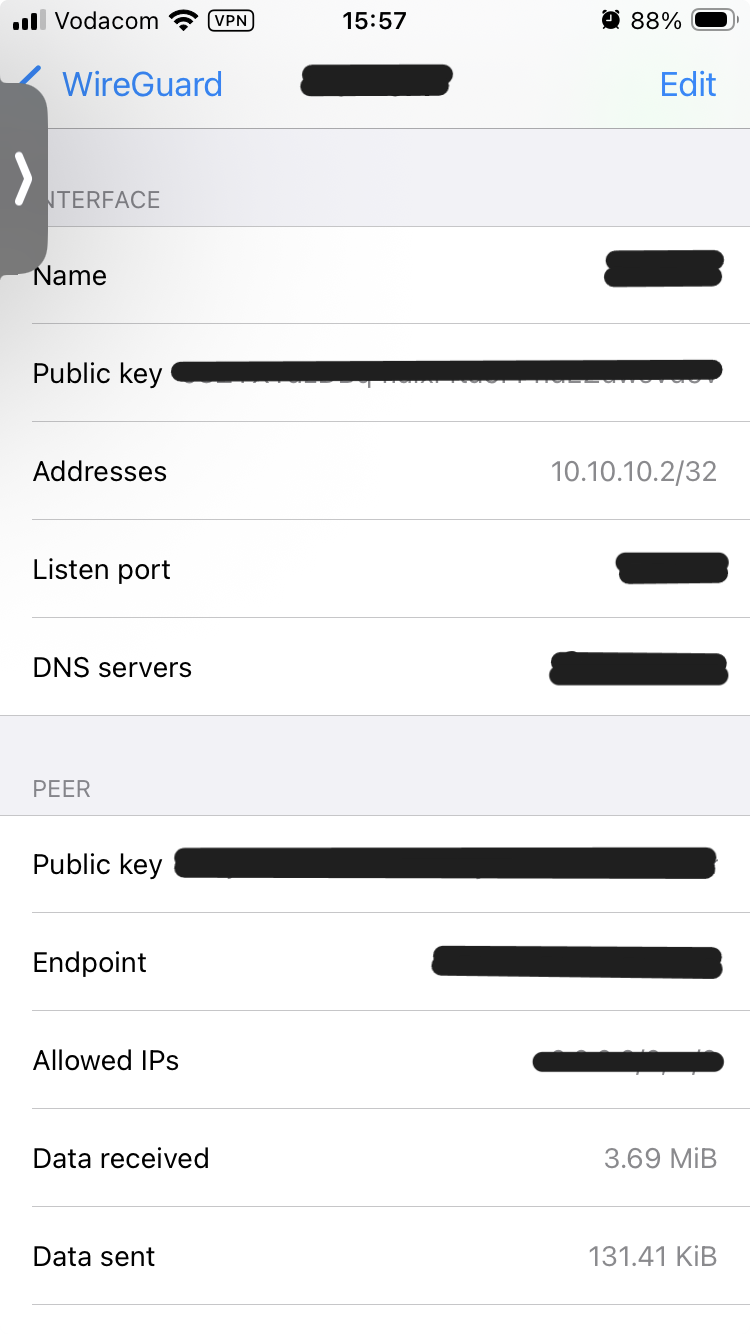 Vodacom VPN 15:57 88%
WireGuard Edit
NTERFACE
Name
Public key
Addresses 10.10.10.2/32
Listen port
DNS servers
PEER
Public key
Endpoint
Allowed IPs
Data received 3.69 MiB
Data sent 131.41 KiB